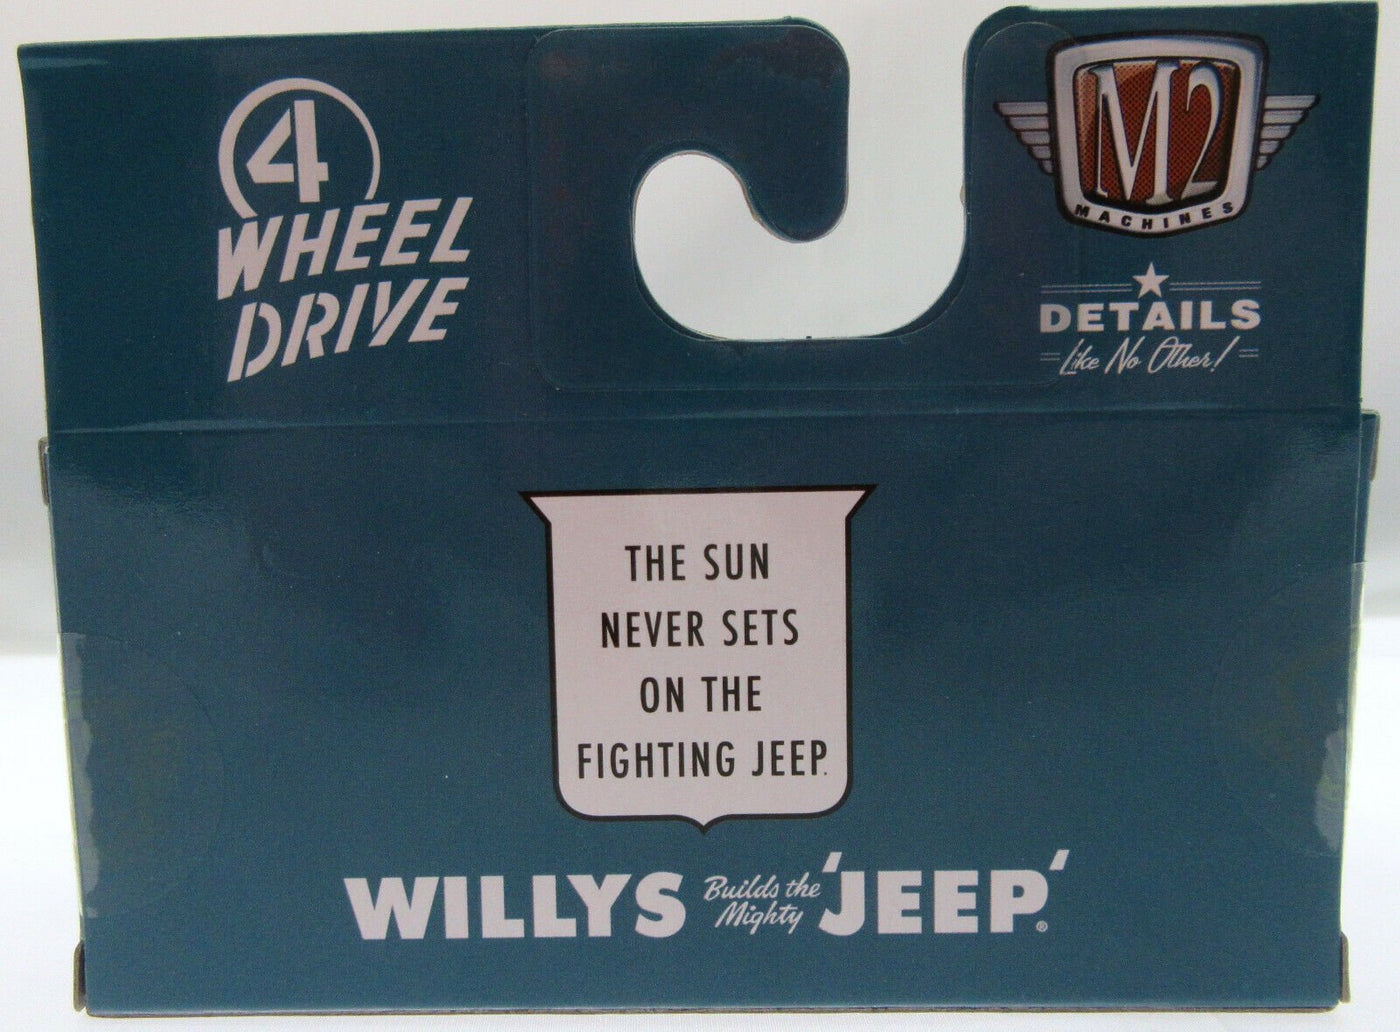 4
WHEEL
DRIVE
M2
MACHINES
DETAILS
Like No Other!
THE SUN
NEVER SETS
ON THE
FIGHTING JEEP.
WILLYS Builds the Mighty 'JEEP'®